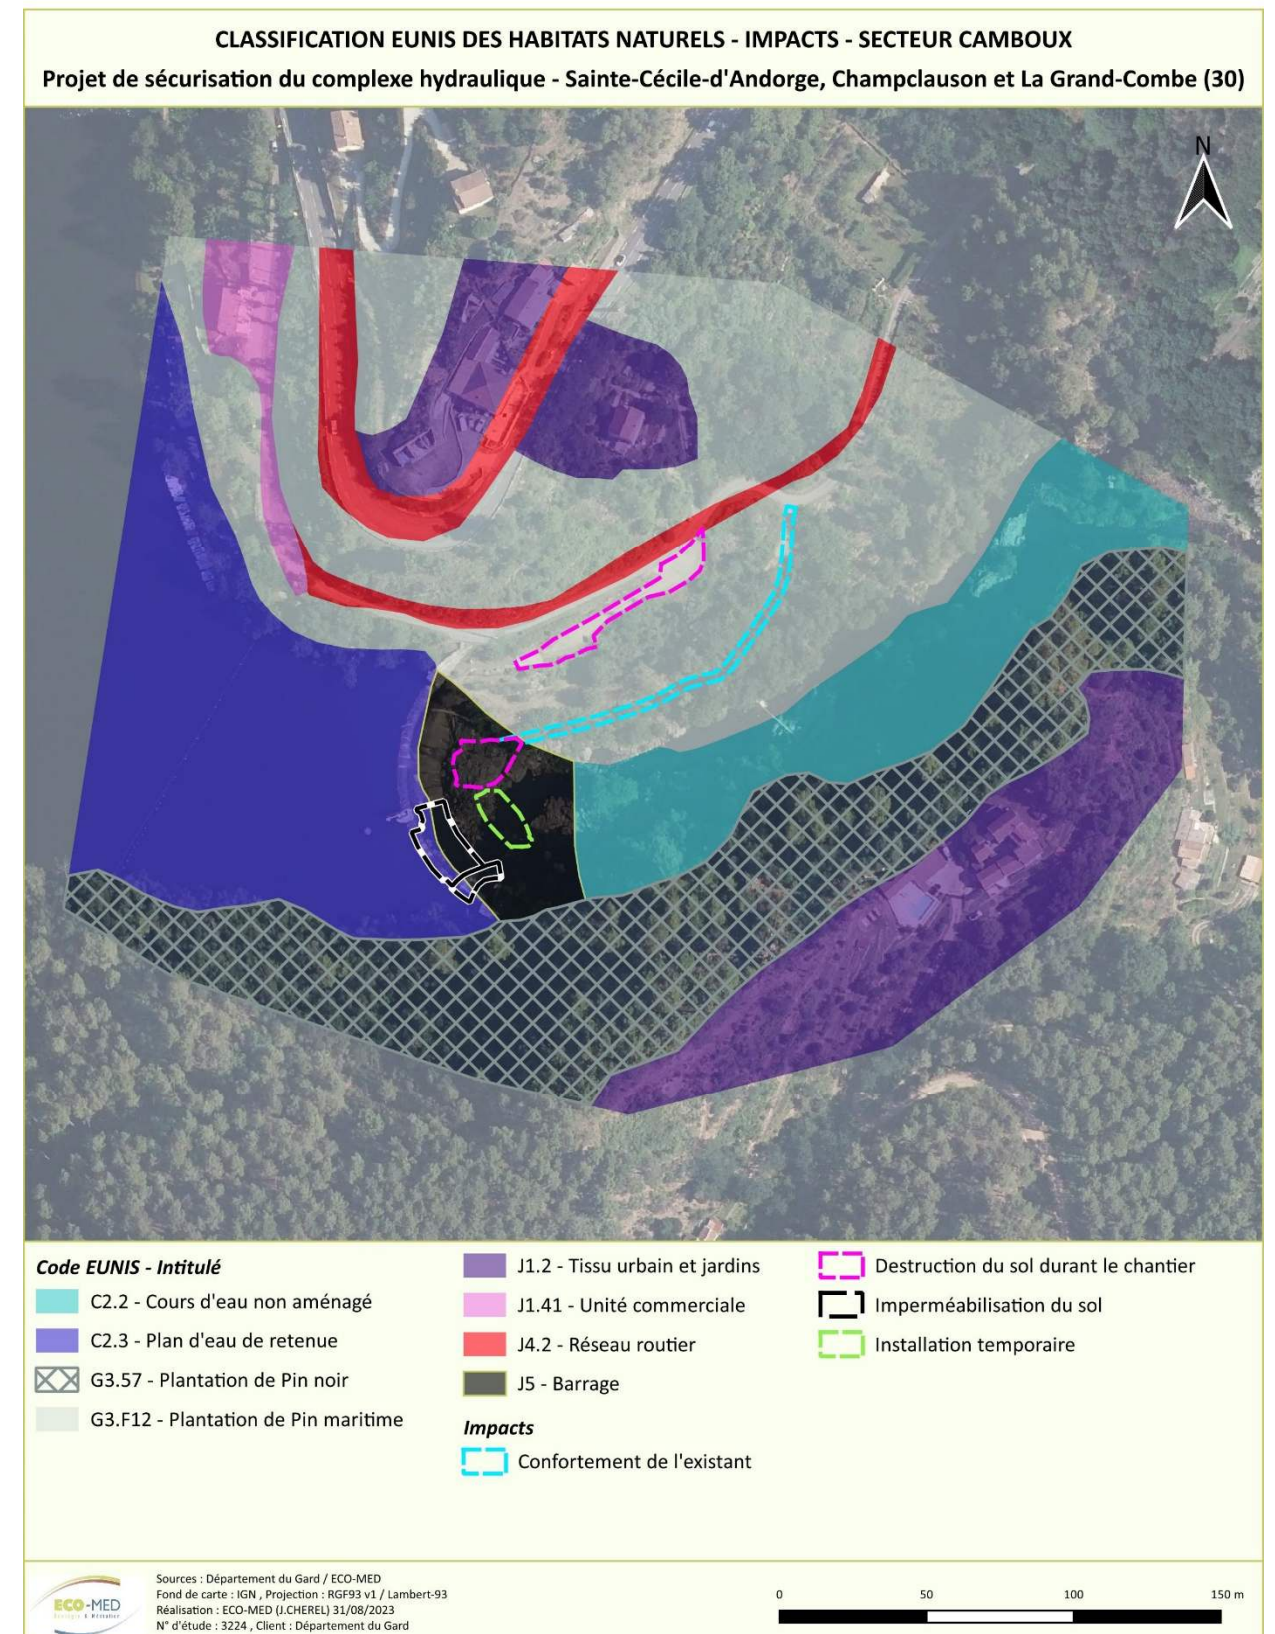 CLASSIFICATION EUNIS DES HABITATS NATURELS - IMPACTS - SECTEUR CAMBOUX
Projet de sécurisation du complexe hydraulique - Sainte-Cécile-d'Andorge, Champclauson et La Grand-Combe (30)
N
Code EUNIS - Intitulé
C2.2 - Cours d'eau non aménagé
C2.3 - Plan d'eau de retenue
G3.57 - Plantation de Pin noir
G3.F12 - Plantation de Pin maritime
J1.2 - Tissu urbain et jardins
J1.41 - Unité commerciale
J4.2 - Réseau routier
J5 - Barrage
Impacts
Confortement de l'existant
Destruction du sol durant le chantier
Imperméabilisation du sol
Installation temporaire
ECO-MED
Sources : Département du Gard / ECO-MED
Fond de carte : IGN , Projection : RGF93 v1 / Lambert-93
Réalisation : ECO-MED (J.CHEREL) 31/08/2023
N° d'étude : 3224 , Client : Département du Gard
0 50 100 150 m